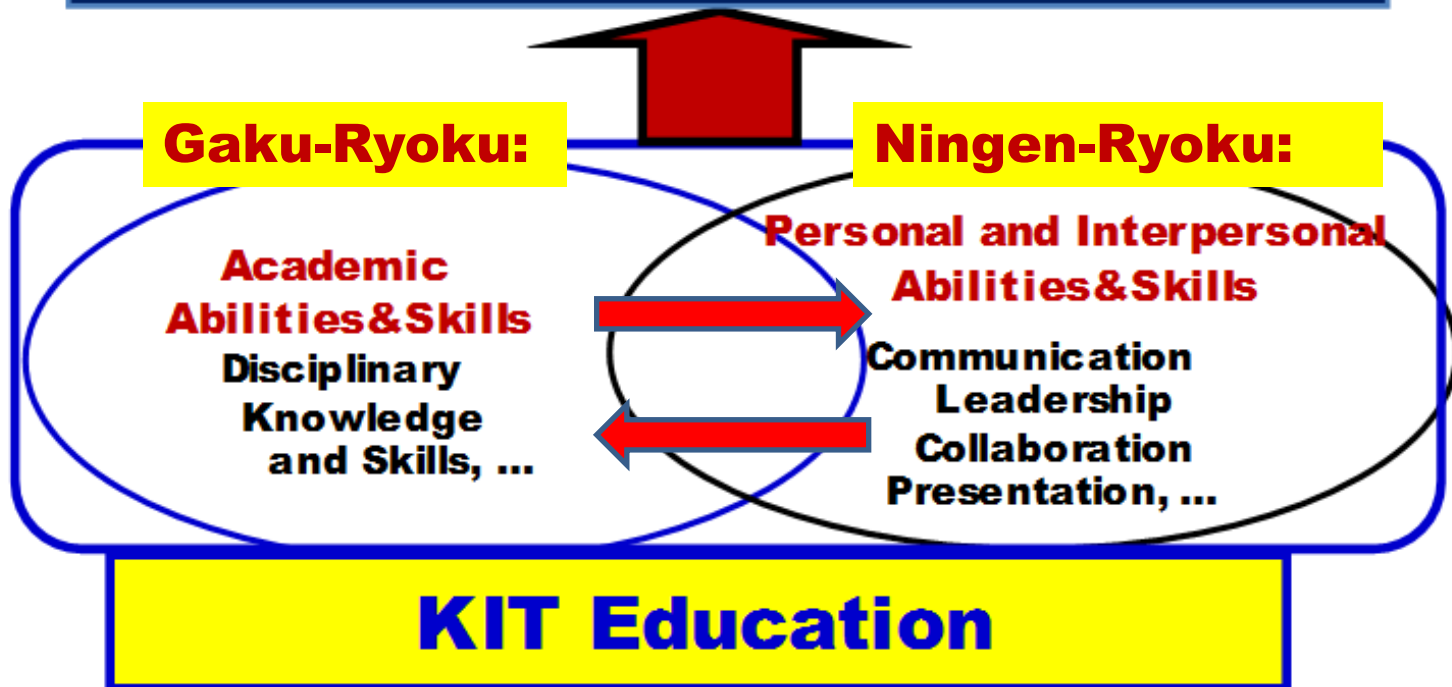 Gaku-Ryoku:
Academic
Abilities&Skills
Disciplinary
Knowledge
and Skills, ...
Ningen-Ryoku:
Personal and Interpersonal
Abilities&Skills
Communication
Leadership
Collaboration
Presentation, ...
KIT Education